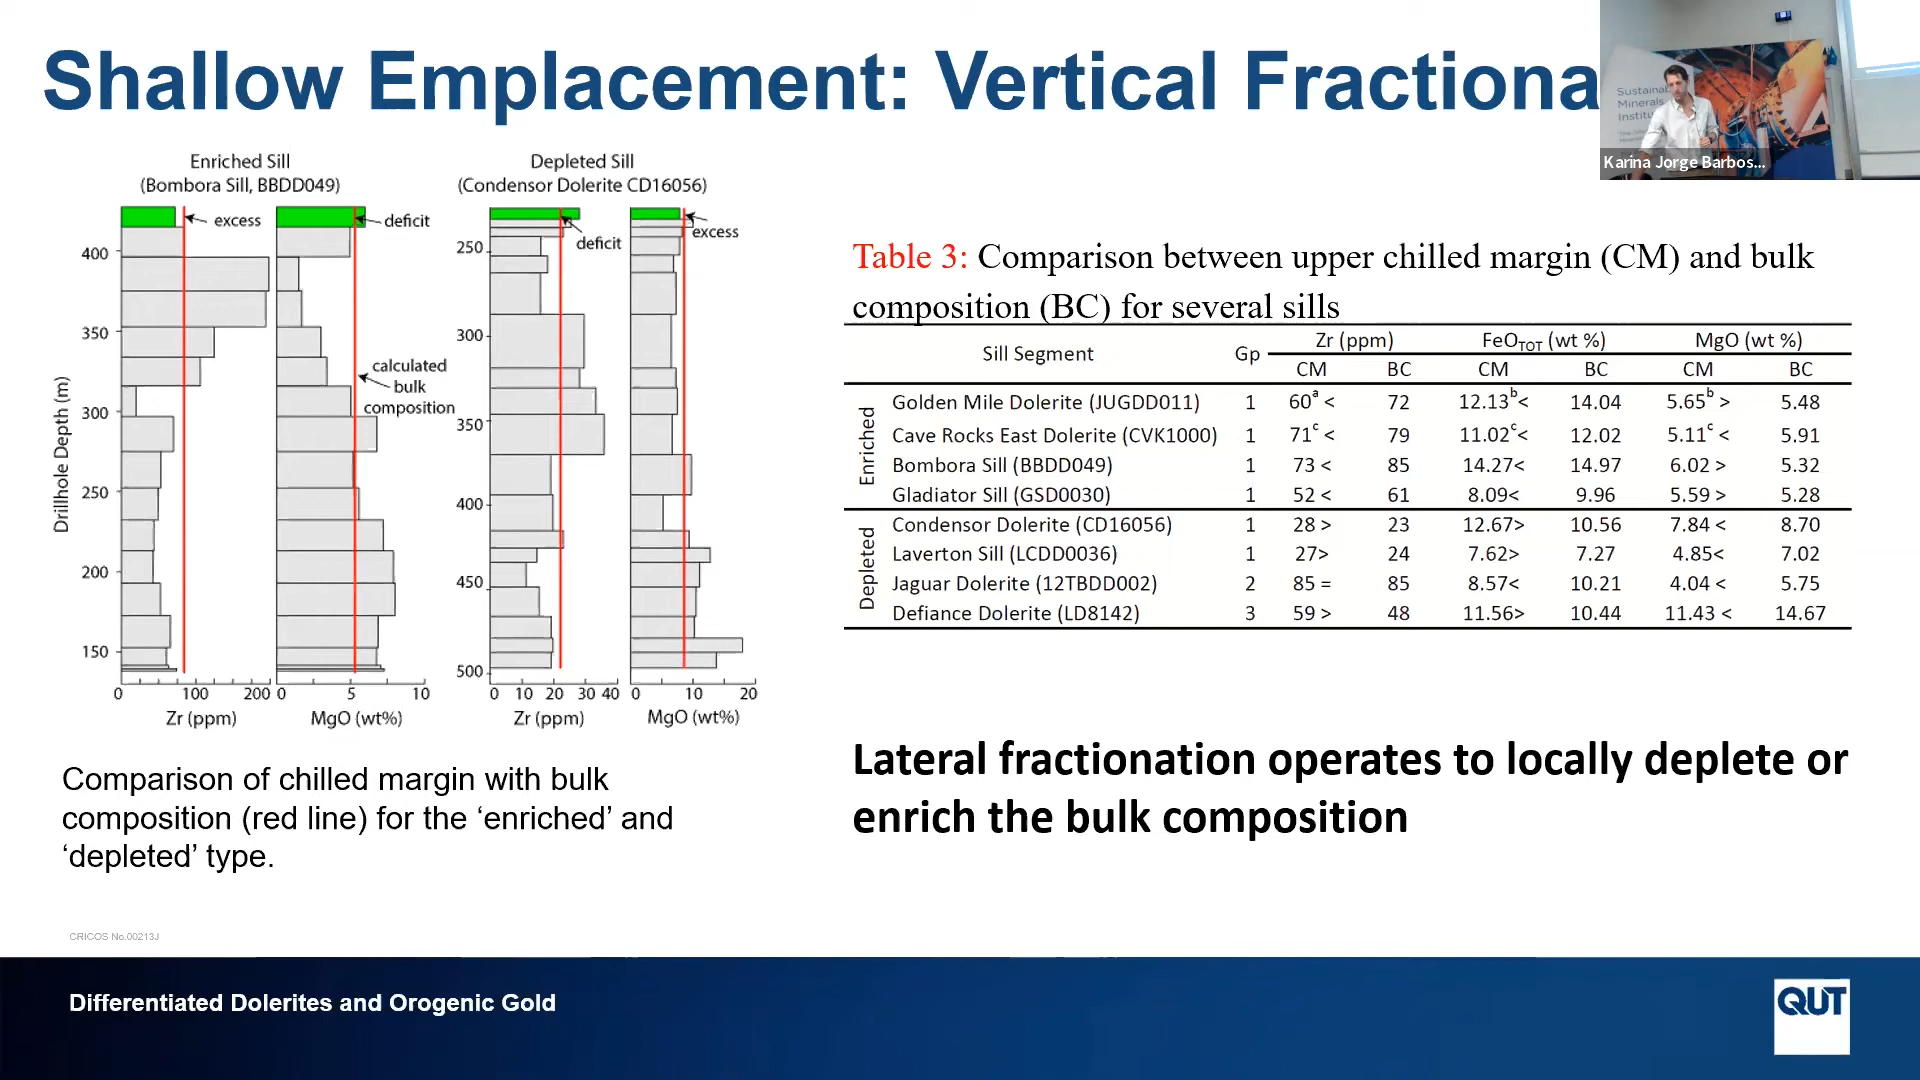 Shallow Emplacement: Vertical Fractiona
Sustainab
Minerals
Institu
Karina Jorge Barbos...
Enriched Sill
(Bombora Sill, BBDD049)
Depleted Sill
(Condensor Dolerite CD16056)
excess
deficit
deficit
excess
calculated
bulk
composition
Drillhole Depth (m)
400
350
300
250
200
150
0 100 200
Zr (ppm)
0 5 10
MgO (wt%)
250
300
350
400
450
500
0 10 20 30 40
Zr (ppm)
0 10 20
MgO (wt%)
Comparison of chilled margin with bulk
composition (red line) for the ‘enriched’ and
‘depleted’ type.
Table 3: Comparison between upper chilled margin (CM) and bulk
composition (BC) for several sills
Sill Segment Gp Zr (ppm) FeOTOT (wt %) MgO (wt %)
CM BC CM BC CM BC
Enriched
Golden Mile Dolerite (JUGDD011) 1 60a < 72 12.13b< 14.04 5.65b > 5.48
Cave Rocks East Dolerite (CVK1000) 1 71c < 79 11.02c< 12.02 5.11c < 5.91
Bombora Sill (BBDD049) 1 73 < 85 14.27< 14.97 6.02 > 5.32
Gladiator Sill (GSD0030) 1 52 < 61 8.09< 9.96 5.59 > 5.28
Depleted
Condensor Dolerite (CD16056) 1 28 > 23 12.67> 10.56 7.84 < 8.70
Laverton Sill (LCDD0036) 1 27> 24 7.62> 7.27 4.85< 7.02
Jaguar Dolerite (12TBDD002) 2 85 = 85 8.57< 10.21 4.04 < 5.75
Defiance Dolerite (LD8142) 3 59 > 48 11.56> 10.44 11.43 < 14.67
Lateral fractionation operates to locally deplete or
enrich the bulk composition
CRICOS No.00213J
Differentiated Dolerites and Orogenic Gold
QUT